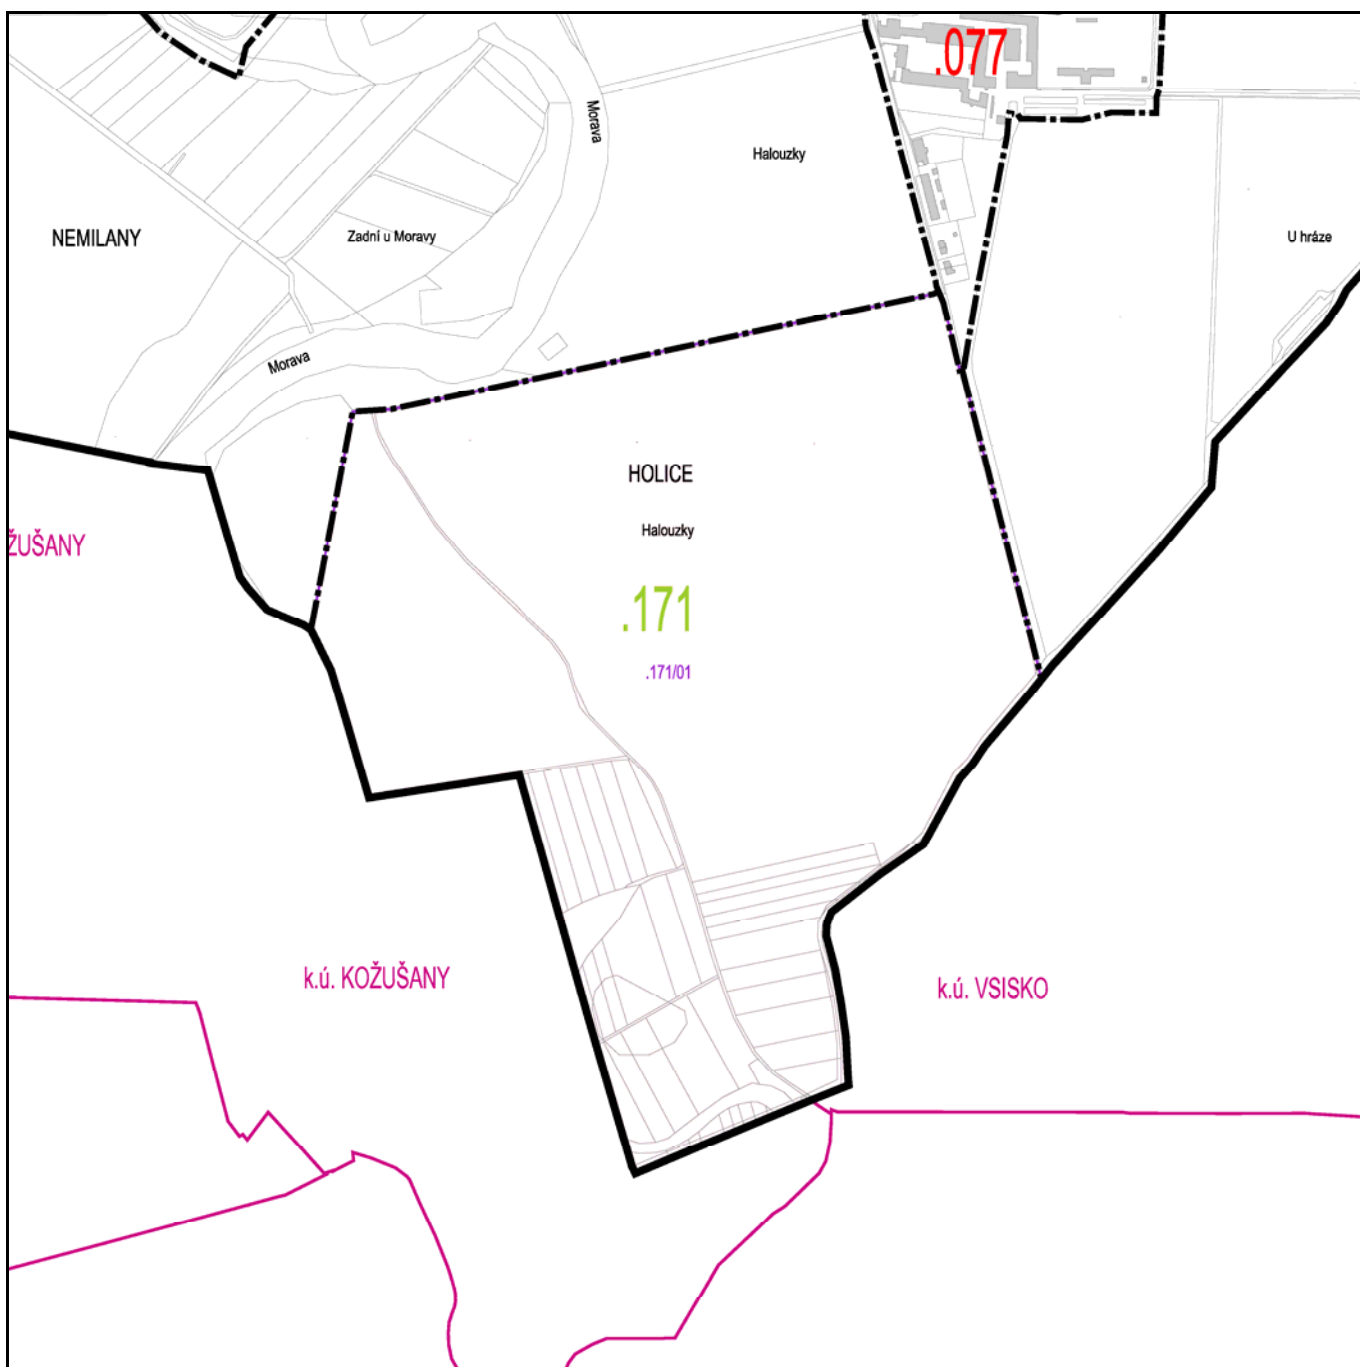 .077
Morava
Halouzky
NEMILANY
Zadní u Moravy
U hráze
Morava
HOLICE
Halouzky
ŽUŠANY
.171
.171/01
k.ú. KOŽUŠANY
k.ú. VSISKO